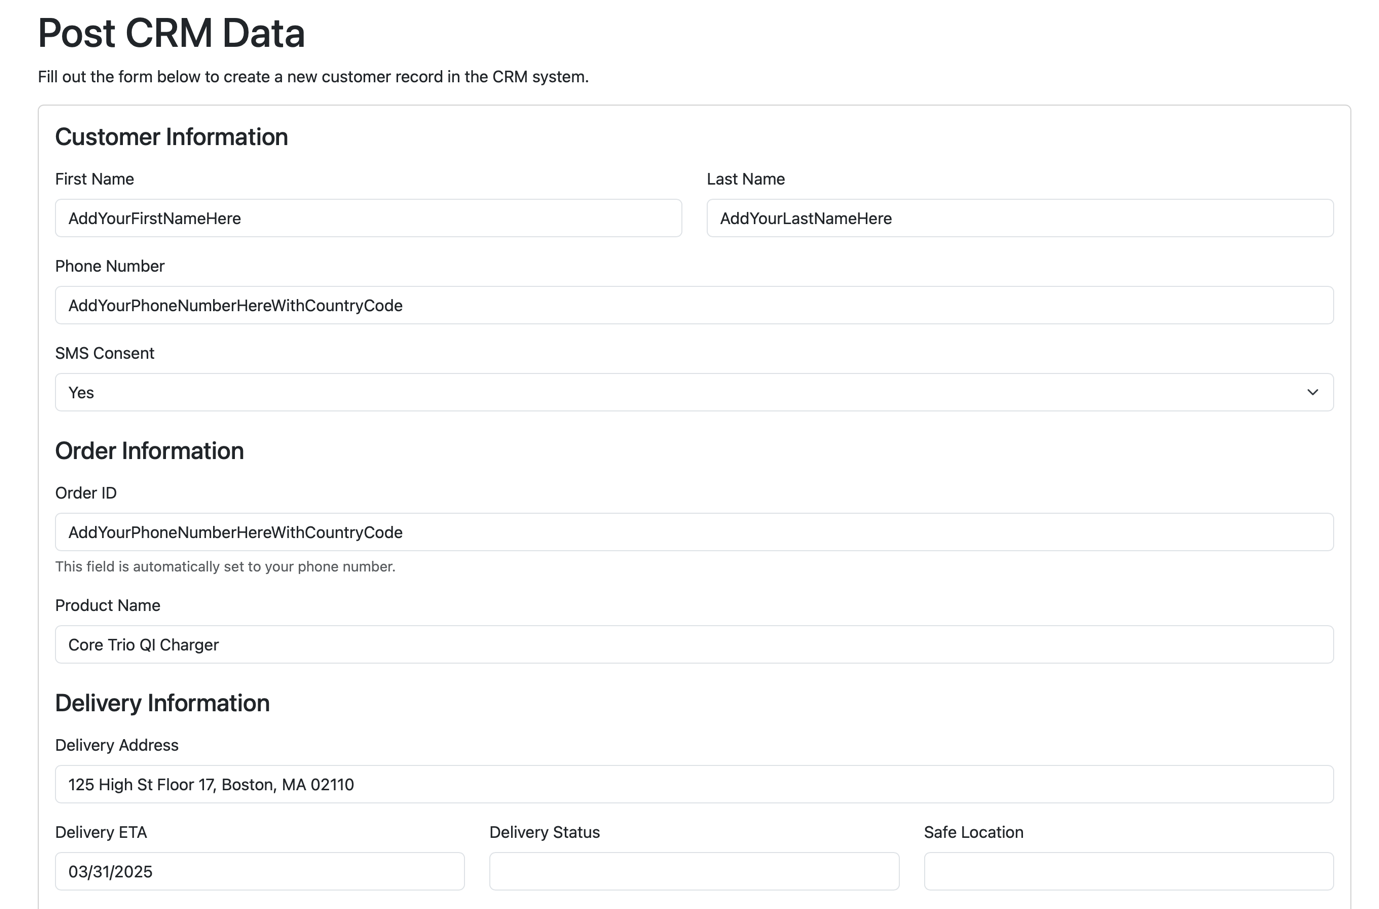 Post CRM Data
Fill out the form below to create a new customer record in the CRM system.
Customer Information
First Name
Last Name
AddYourFirstNameHere
AddYourLastNameHere
Phone Number
AddYourPhoneNumberHereWithCountryCode
SMS Consent
Yes
Order Information
Order ID
AddYourPhoneNumberHereWithCountryCode
This field is automatically set to your phone number.
Product Name
Core Trio QI Charger
Delivery Information
Delivery Address
125 High St Floor 17, Boston, MA 02110
Delivery ETA
Delivery Status
Safe Location
03/31/2025